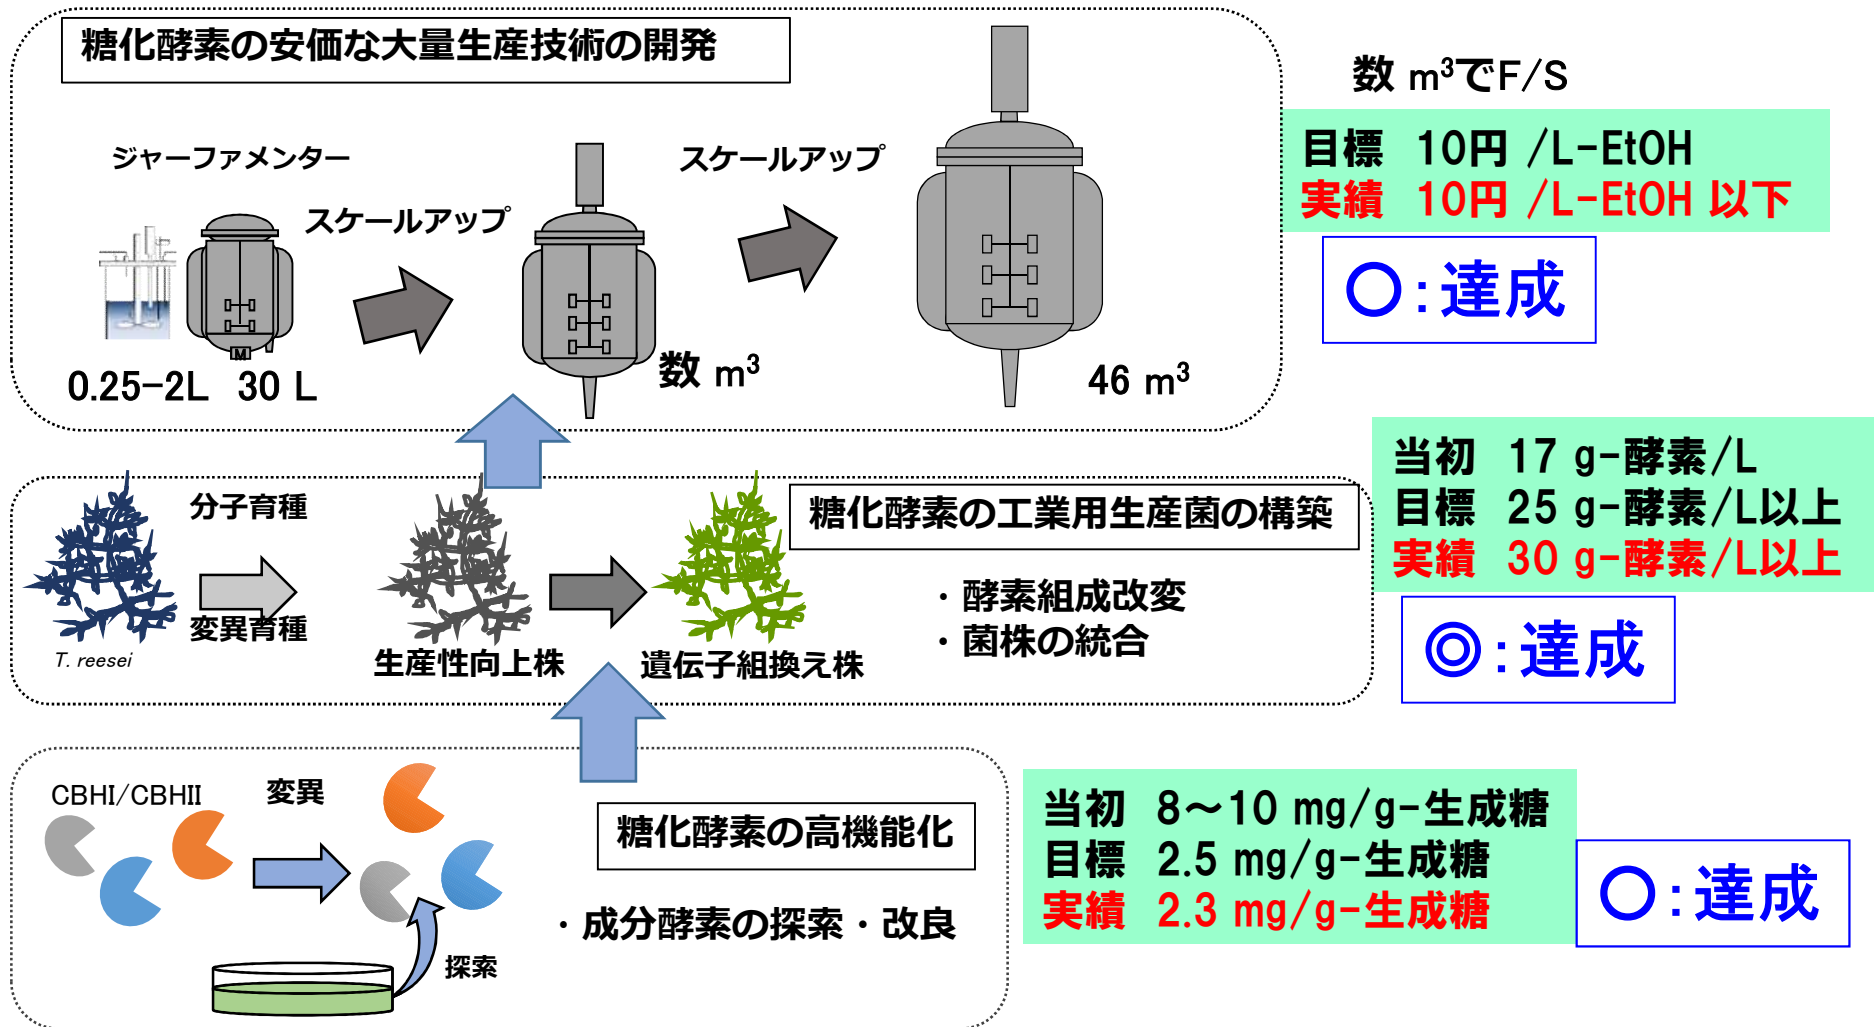 糖化酵素の安価な大量生産技術の開発
数 m³でF/S
目標 10円 /L-EtOH
実績 10円 /L-EtOH 以下
○:達成
ジャーファメンター
スケールアップ
スケールアップ
M
0.25-2L 30 L
数 m³
46 m³
当初 17 g-酵素/L
目標 25 g-酵素/L以上
実績 30 g-酵素/L以上
◎:達成
糖化酵素の工業用生産菌の構築
分子育種
変異育種
T. reesei
生産性向上株
遺伝子組換え株
・酵素組成改変
・菌株の統合
CBHI/CBHII
変異
糖化酵素の高機能化
・成分酵素の探索・改良
探索
当初 8～10 mg/g-生成糖
目標 2.5 mg/g-生成糖
実績 2.3 mg/g-生成糖
○:達成